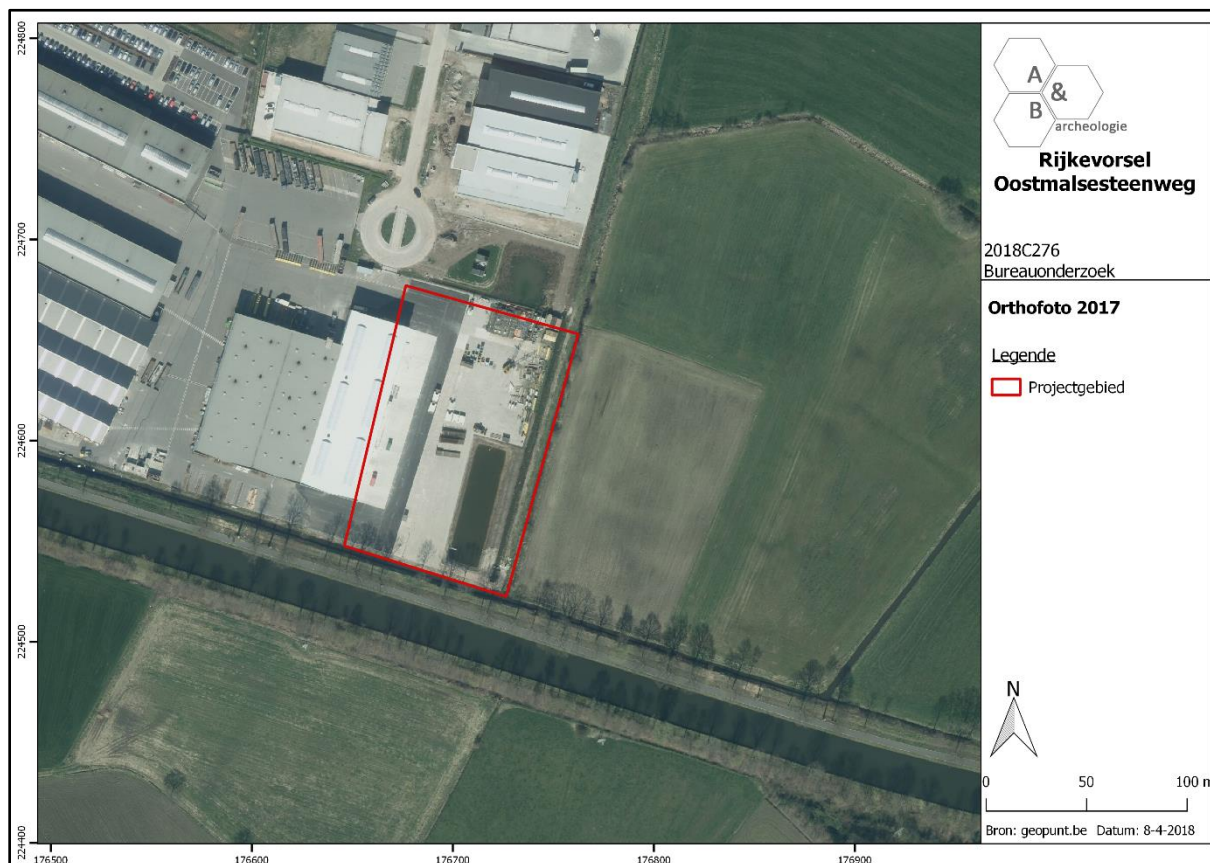 A
&
B
archeologie
Rijkevorsel
Oostmalsesteenweg
2018C276
Bureauonderzoek
Orthofoto 2017
Legende
Projectgebied
N
0 50 100 m
Bron: geopunt.be Datum: 8-4-2018
224800
224700
224600
224500
224400
176500 176600 176700 176800 176900